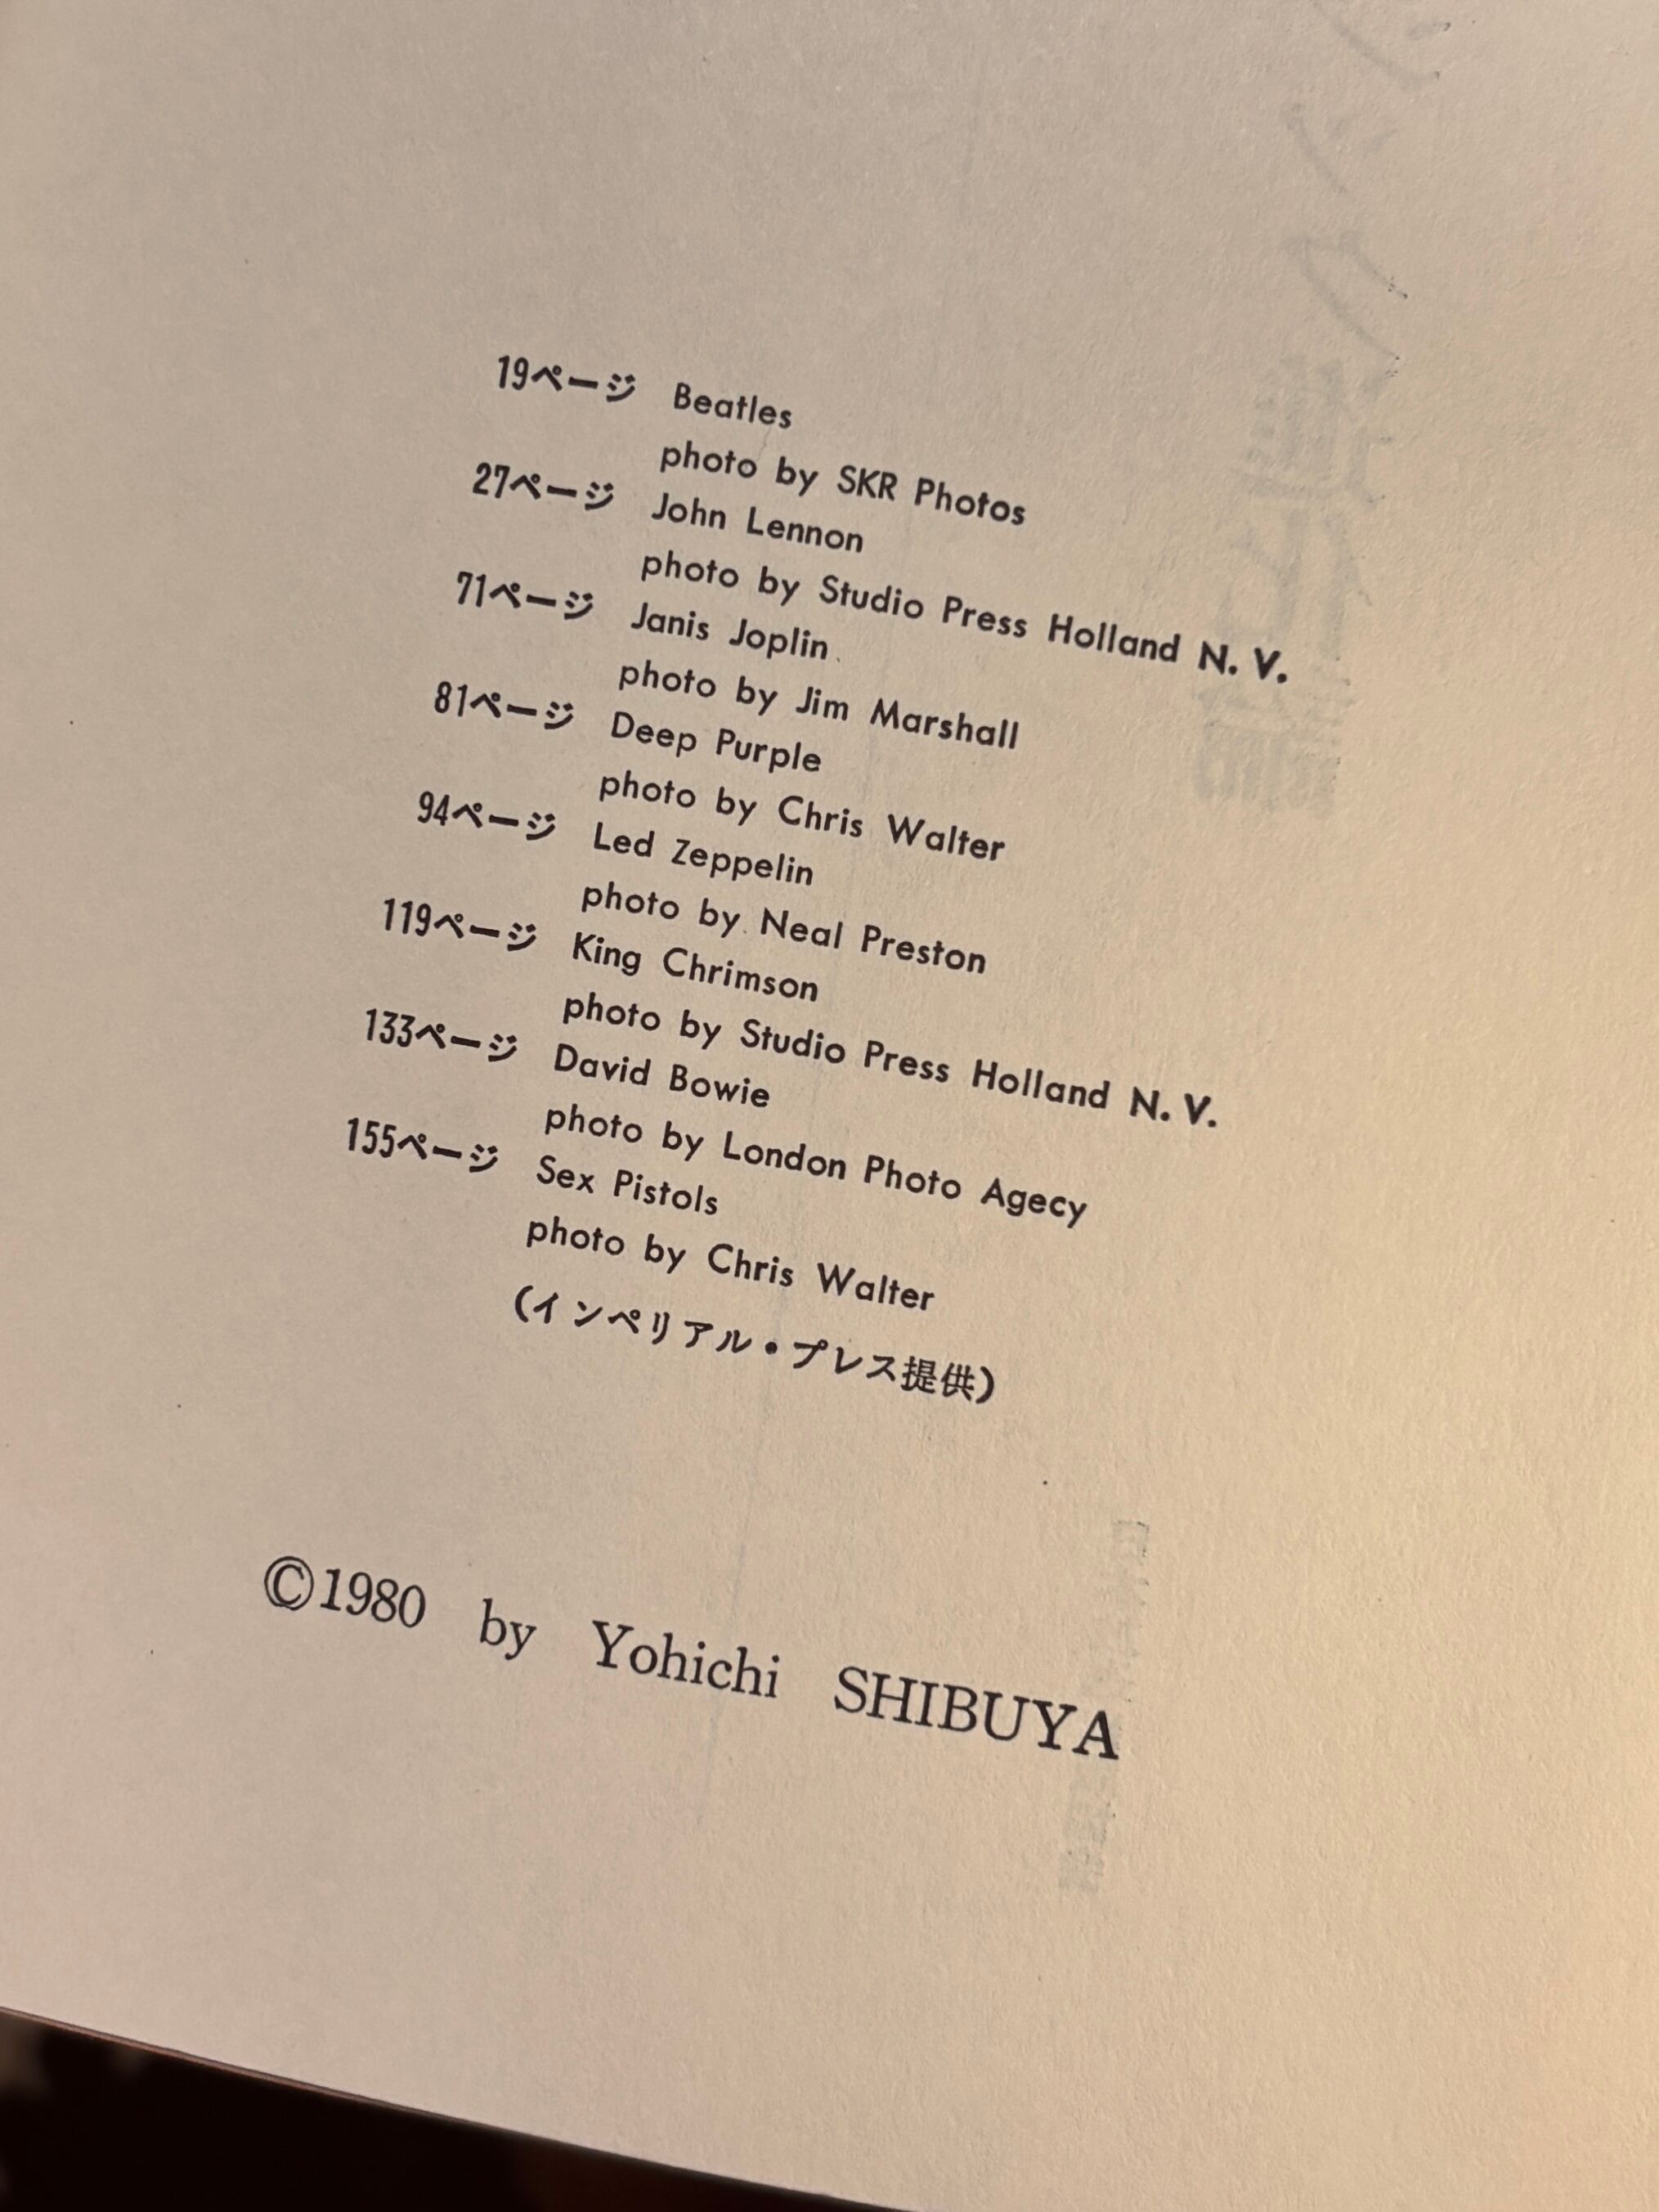 19ページ Beatles
photo by SKR Photos
27ページ John Lennon
photo by Studio Press Holland N. V.
71ページ Janis Joplin
photo by Jim Marshall
81ページ Deep Purple
photo by Chris Walter
94ページ Led Zeppelin
photo by Neal Preston
119ページ King Chrimson
photo by Studio Press Holland N. V.
133ページ David Bowie
photo by London Photo Agecy
155ページ Sex Pistols
photo by Chris Walter
(インペリアル・プレス提供)
©1980 by Yohichi SHIBUYA